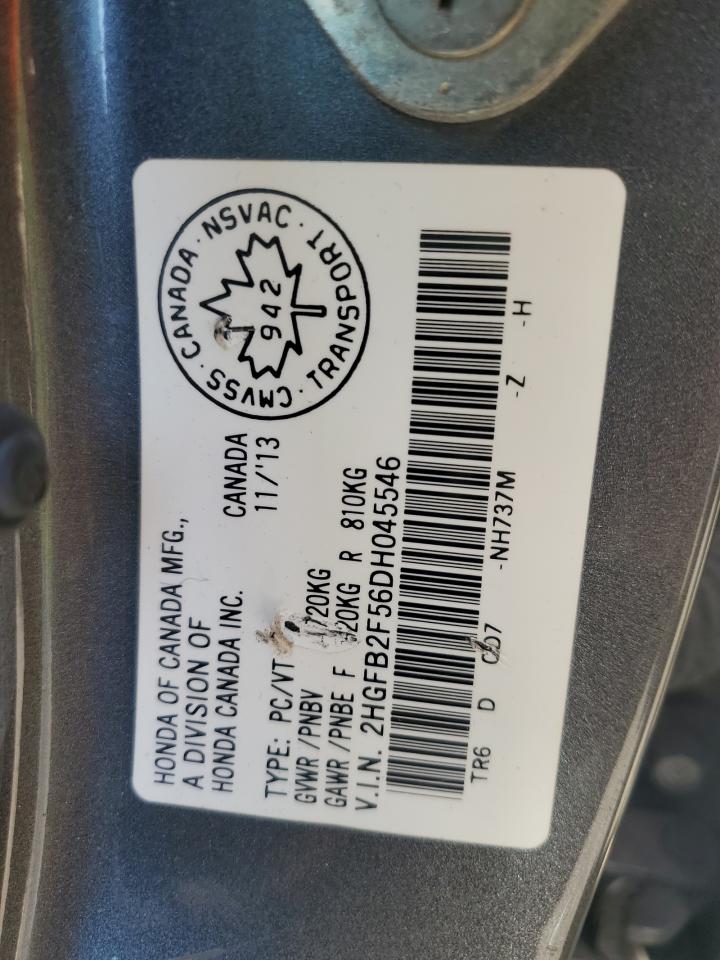 HONDA OF CANADA MFG.,
A DIVISION OF
HONDA CANADA INC.
CANADA
11/'13
CANADA · NSVAC · TRANSPORT · CMVSS ·
942
TYPE: PC/VT
GVWR/PNBV 720KG
GAWR/PNBE F 20KG R 810KG
V.I.N. 2HGFB2F56DH045546
TR6 D -NH737M -Z -H